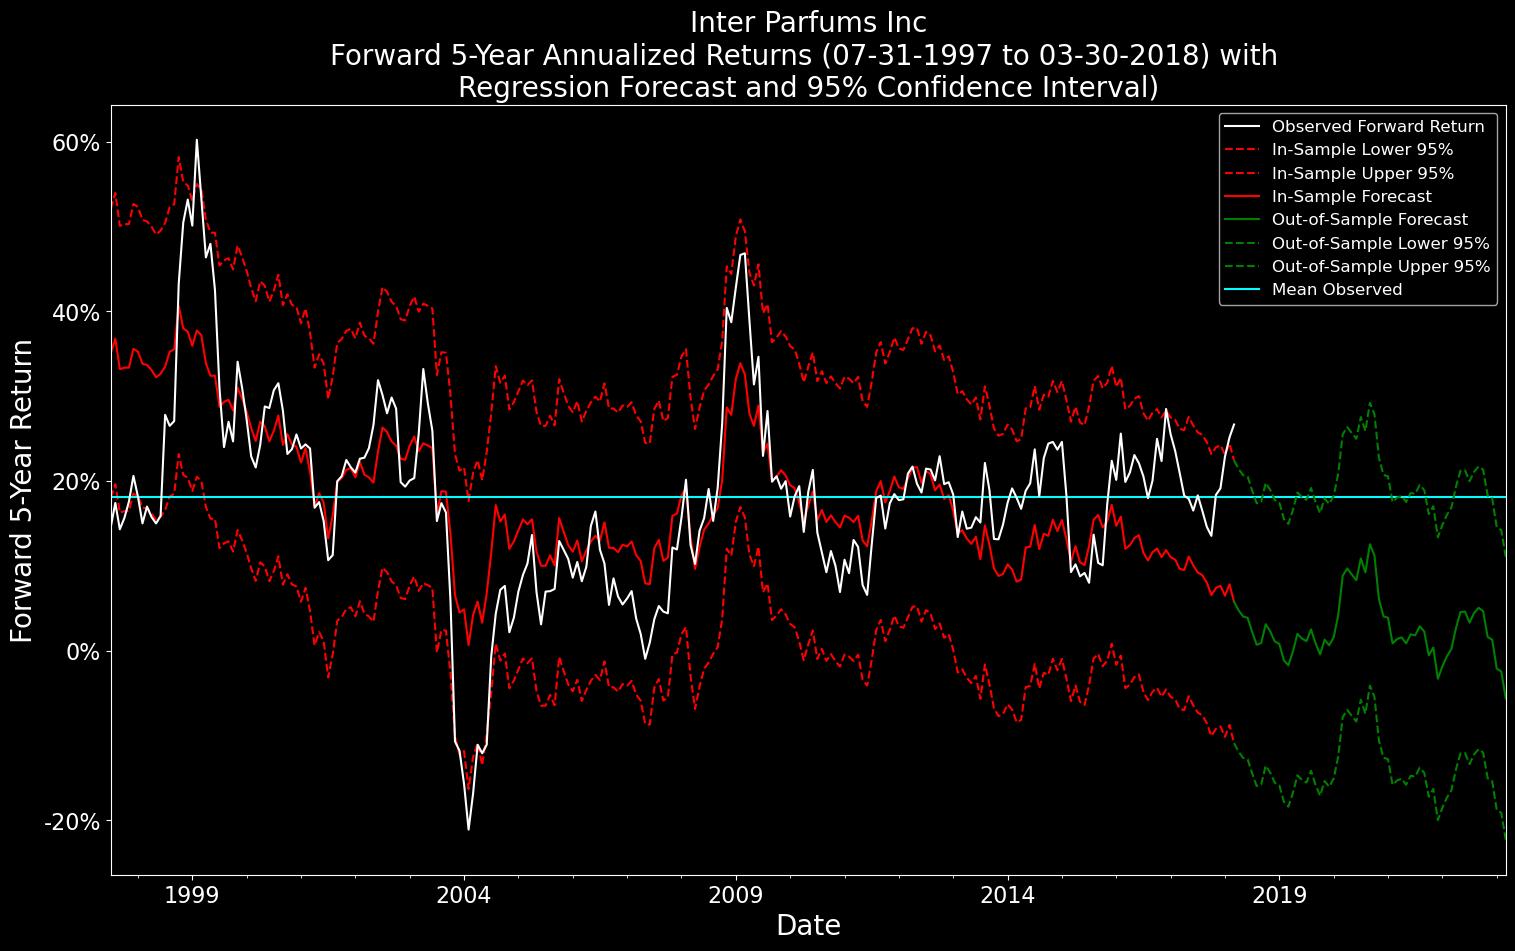 Inter Parfums Inc
Forward 5-Year Annualized Returns (07-31-1997 to 03-30-2018) with
Regression Forecast and 95% Confidence Interval)
Observed Forward Return
In-Sample Lower 95%
In-Sample Upper 95%
In-Sample Forecast
Out-of-Sample Forecast
Out-of-Sample Lower 95%
Out-of-Sample Upper 95%
Mean Observed
Forward 5-Year Return
60%
40%
20%
0%
-20%
1999 2004 2009 2014 2019
Date